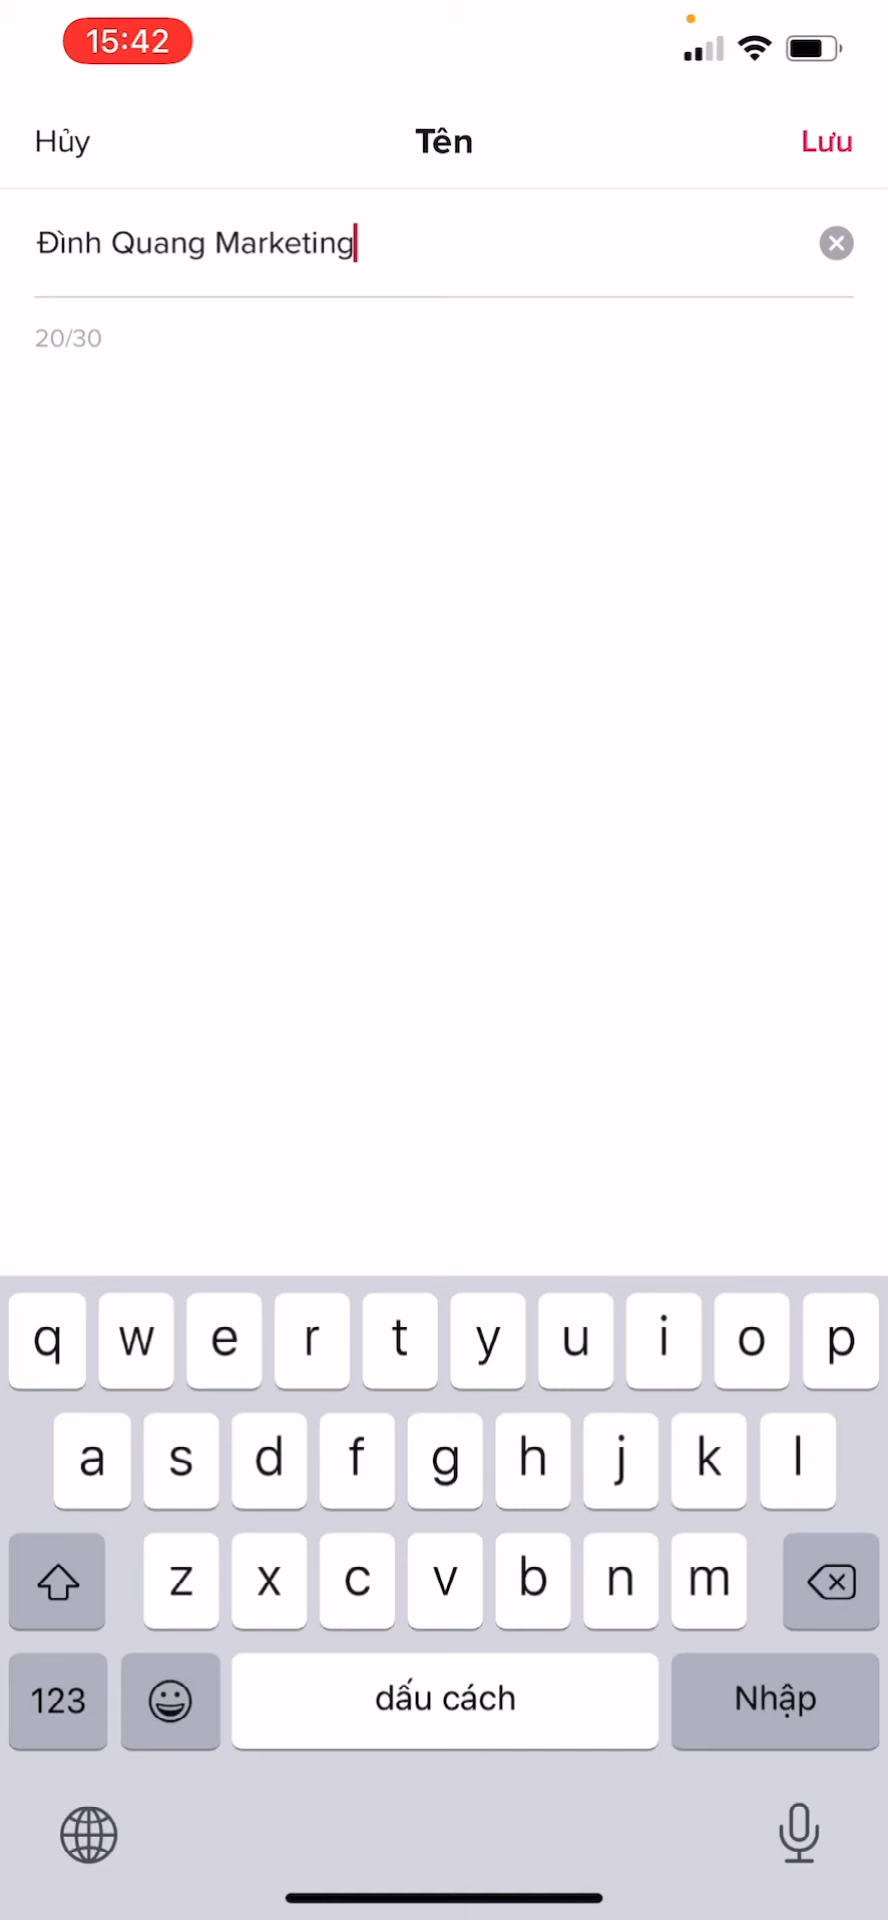 15:42
Hủy Tên Lưu
Đình Quang Marketing
20/30
q w e r t y u i o p
a s d f g h j k l
z x c v b n m
123 dấu cách Nhập